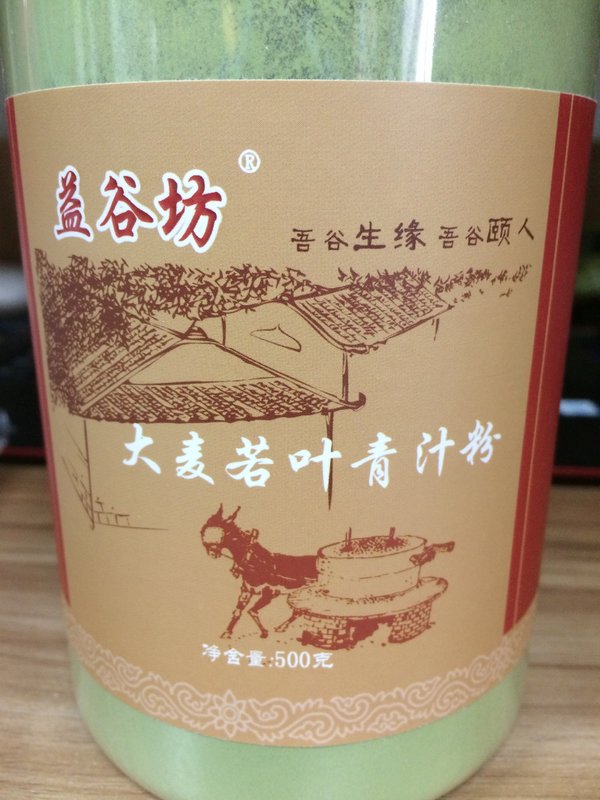 益谷坊®
吾谷生缘 吾谷颐人
大麦若叶青汁粉
净含量:500克